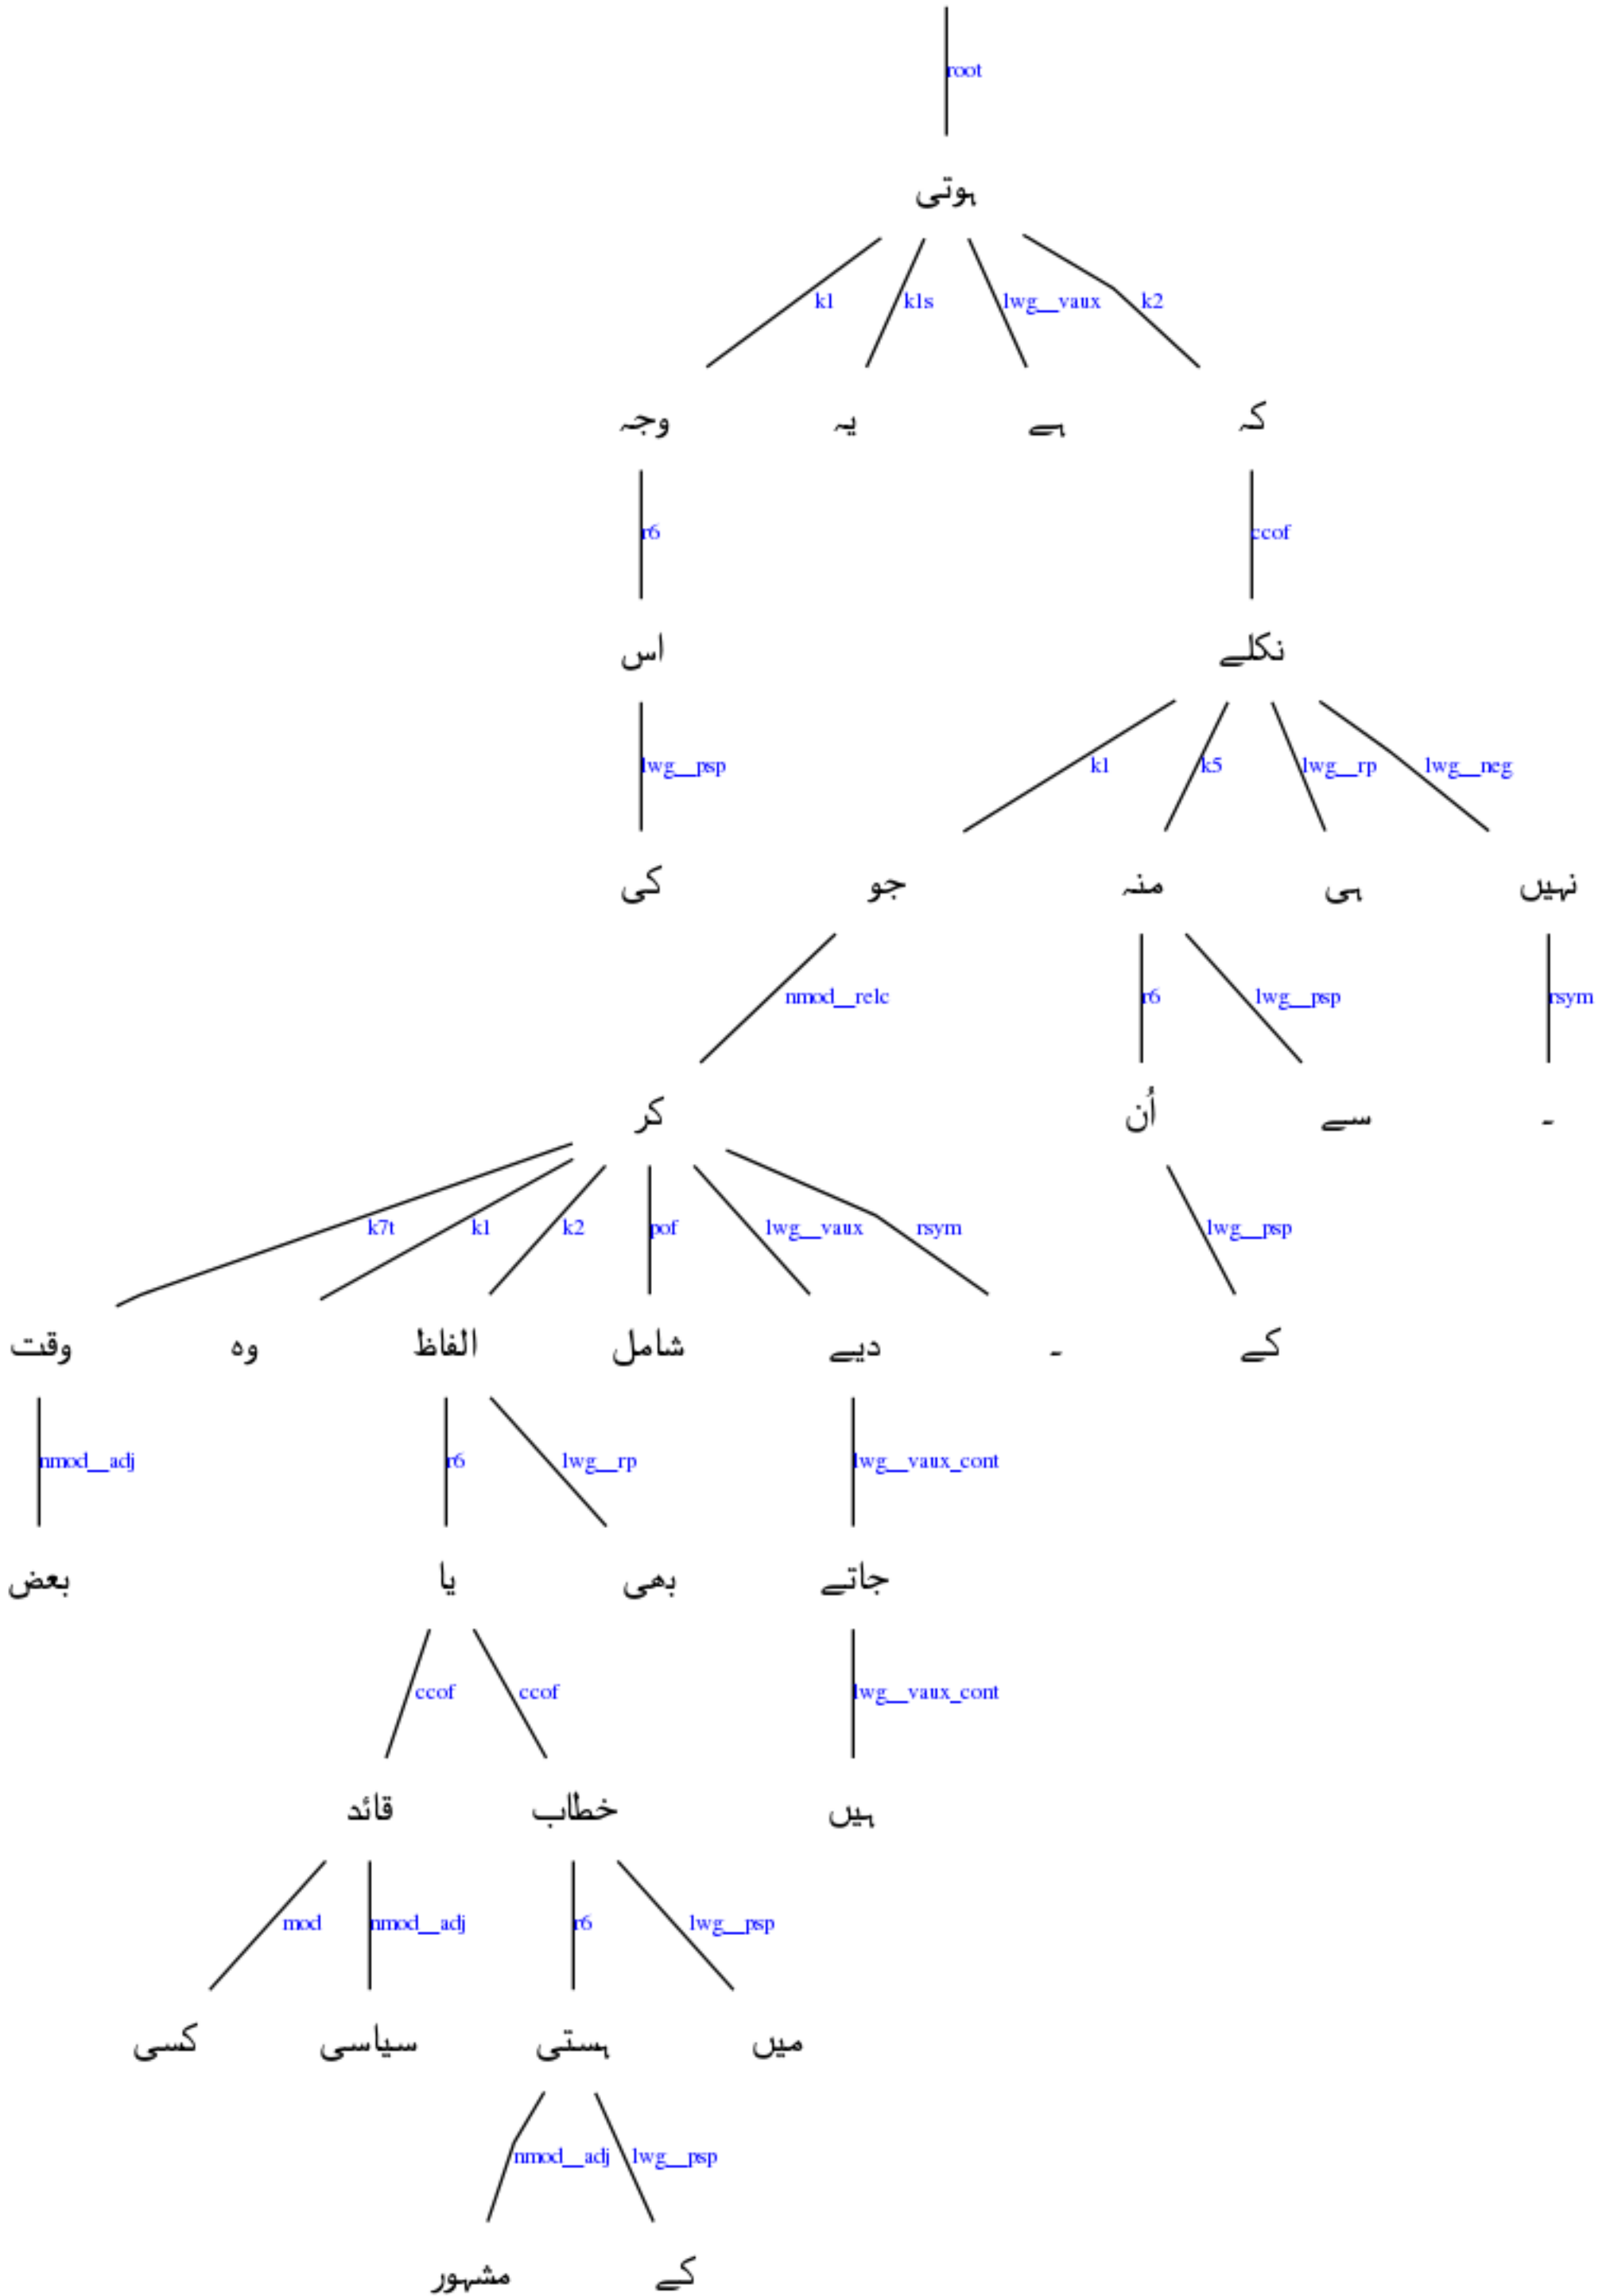 root
ہوتی
k1 k1s lwg__vaux k2
وجہ یہ ہے کہ
r6 ccof
اس نکلے
lwg__psp k1 k5 lwg__rp lwg__neg
کی جو منہ ہی نہیں
nmod__relc r6 lwg__psp rsym
کر اُن سے ۔
k7t k1 k2 pof lwg__vaux rsym lwg__psp
وقت وہ الفاظ شامل دیے ۔ کے
nmod__adj r6 lwg__rp lwg__vaux_cont
بعض یا بھی جاتے
ccof ccof lwg__vaux_cont
قائد خطاب ہیں
mod nmod__adj r6 lwg__psp
کسی سیاسی ہستی میں
nmod__adj lwg__psp
مشہور کے